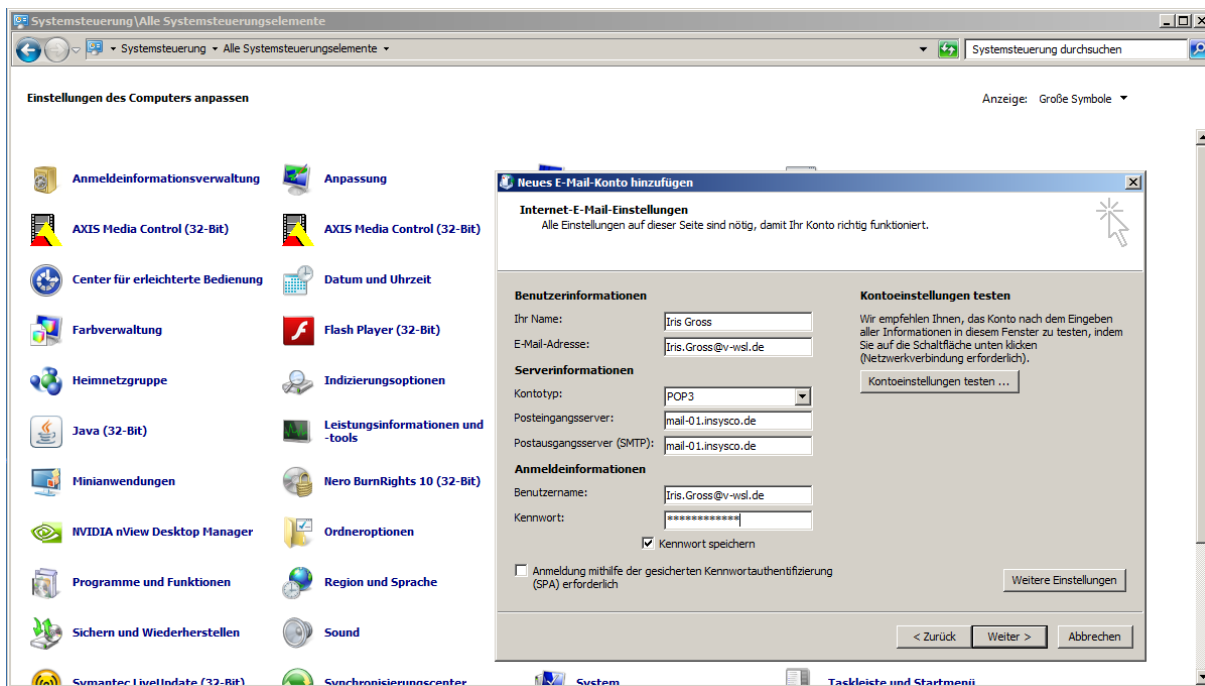 Systemsteuerung\Alle Systemsteuerungselemente
Systemsteuerung
Alle Systemsteuerungselemente
Systemsteuerung durchsuchen
Einstellungen des Computers anpassen
Anzeige: Große Symbole
Anmeldeinformationsverwaltung
Anpassung
AXIS Media Control (32-Bit)
AXIS Media Control (32-Bit)
Center für erleichterte Bedienung
Datum und Uhrzeit
Farbverwaltung
Flash Player (32-Bit)
Heimnetzgruppe
Indizierungsoptionen
Java (32-Bit)
Leistungsinformationen und
-tools
Minianwendungen
Nero BurnRights 10 (32-Bit)
NVIDIA nView Desktop Manager
Ordneroptionen
Programme und Funktionen
Region und Sprache
Sichern und Wiederherstellen
Sound
Symantec LiveUpdate (32-Bit)
Synchronisierungscenter
System
Taskleiste und Startmenü
Neues E-Mail-Konto hinzufügen
Internet-E-Mail-Einstellungen
Alle Einstellungen auf dieser Seite sind nötig, damit Ihr Konto richtig funktioniert.
Benutzerinformationen
Ihr Name: Iris Gross
E-Mail-Adresse: Iris.Gross@v-wsl.de
Serverinformationen
Kontotyp: POP3
Posteingangsserver: mail-01.insysco.de
Postausgangsserver (SMTP): mail-01.insysco.de
Anmeldeinformationen
Benutzername: Iris.Gross@v-wsl.de
Kennwort: ************
Kennwort speichern
Anmeldung mithilfe der gesicherten Kennwortauthentifizierung
(SPA) erforderlich
Kontoeinstellungen testen
Wir empfehlen Ihnen, das Konto nach dem Eingeben
aller Informationen in diesem Fenster zu testen, indem
Sie auf die Schaltfläche unten klicken
(Netzwerkverbindung erforderlich).
Kontoeinstellungen testen ...
Weitere Einstellungen
< Zurück
Weiter >
Abbrechen